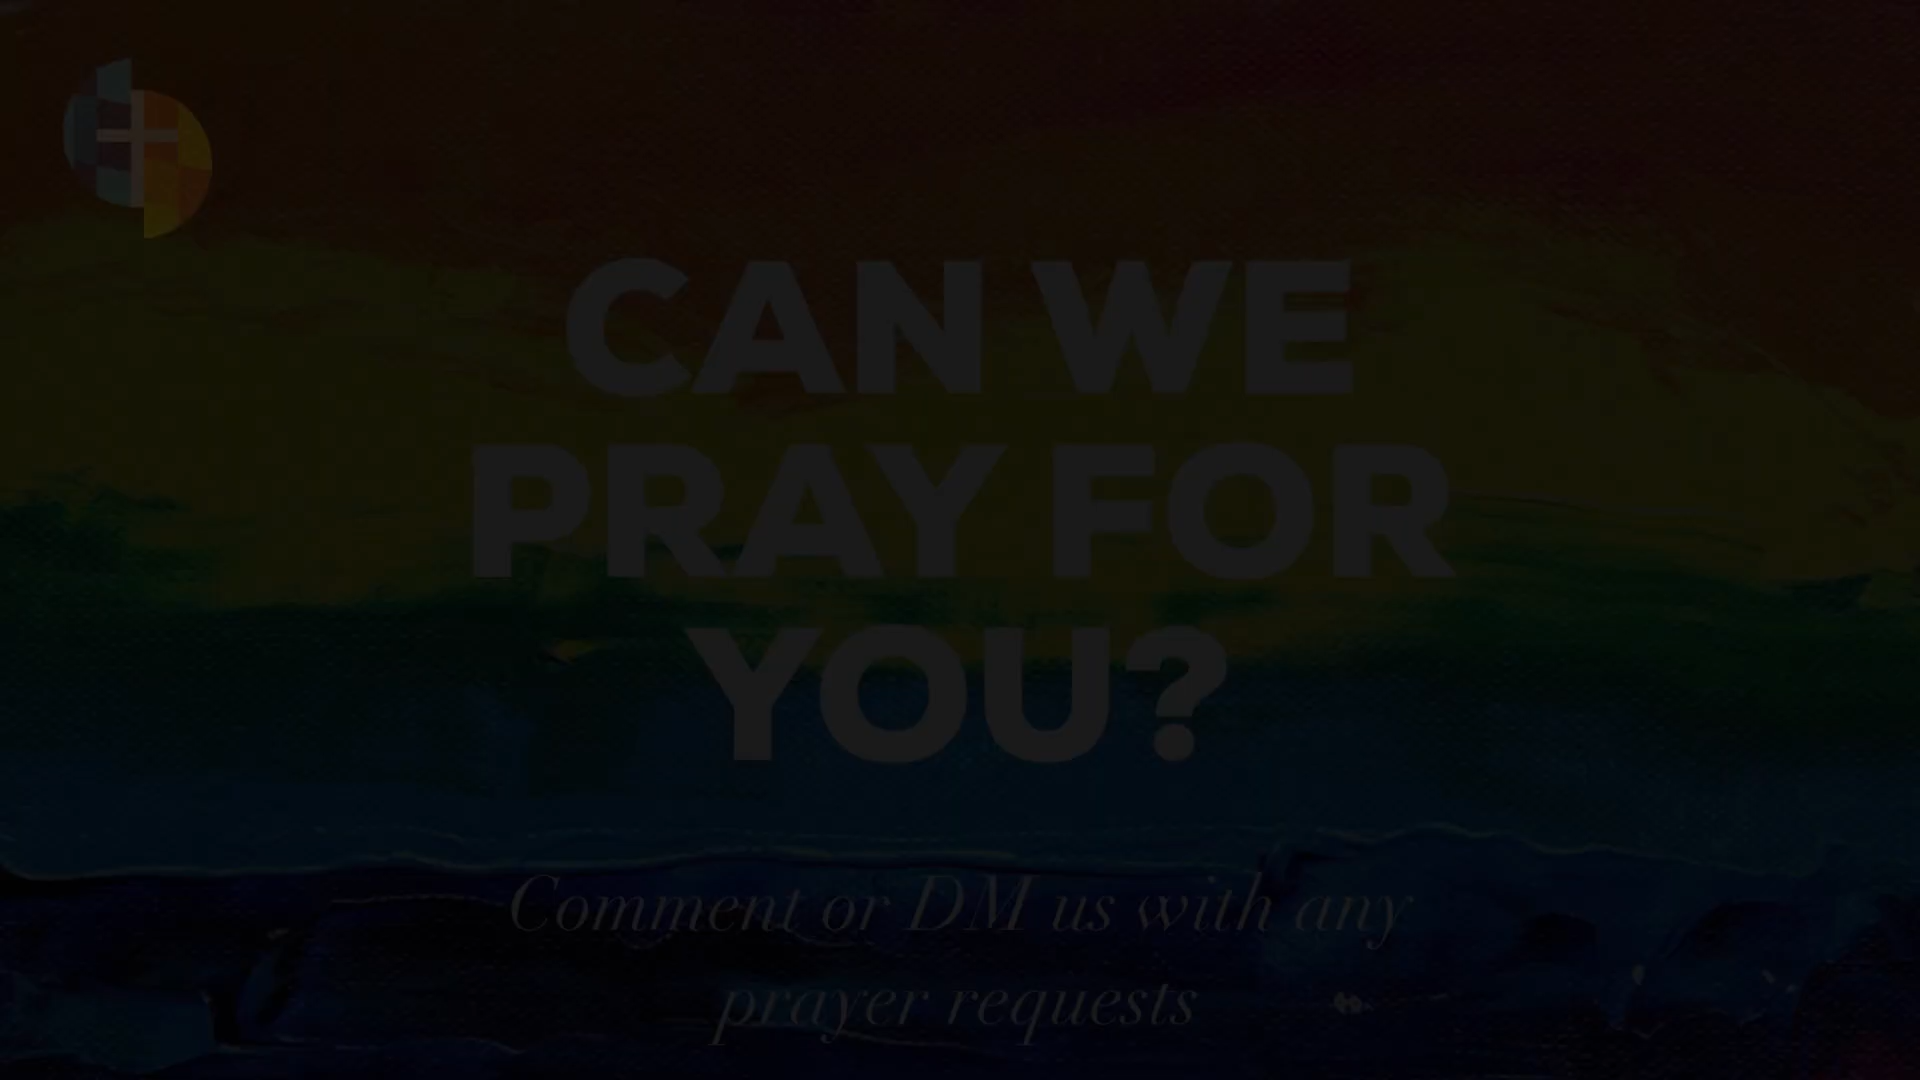 CAN WE
PRAY FOR
YOU?
Comment or DM us with any
prayer requests